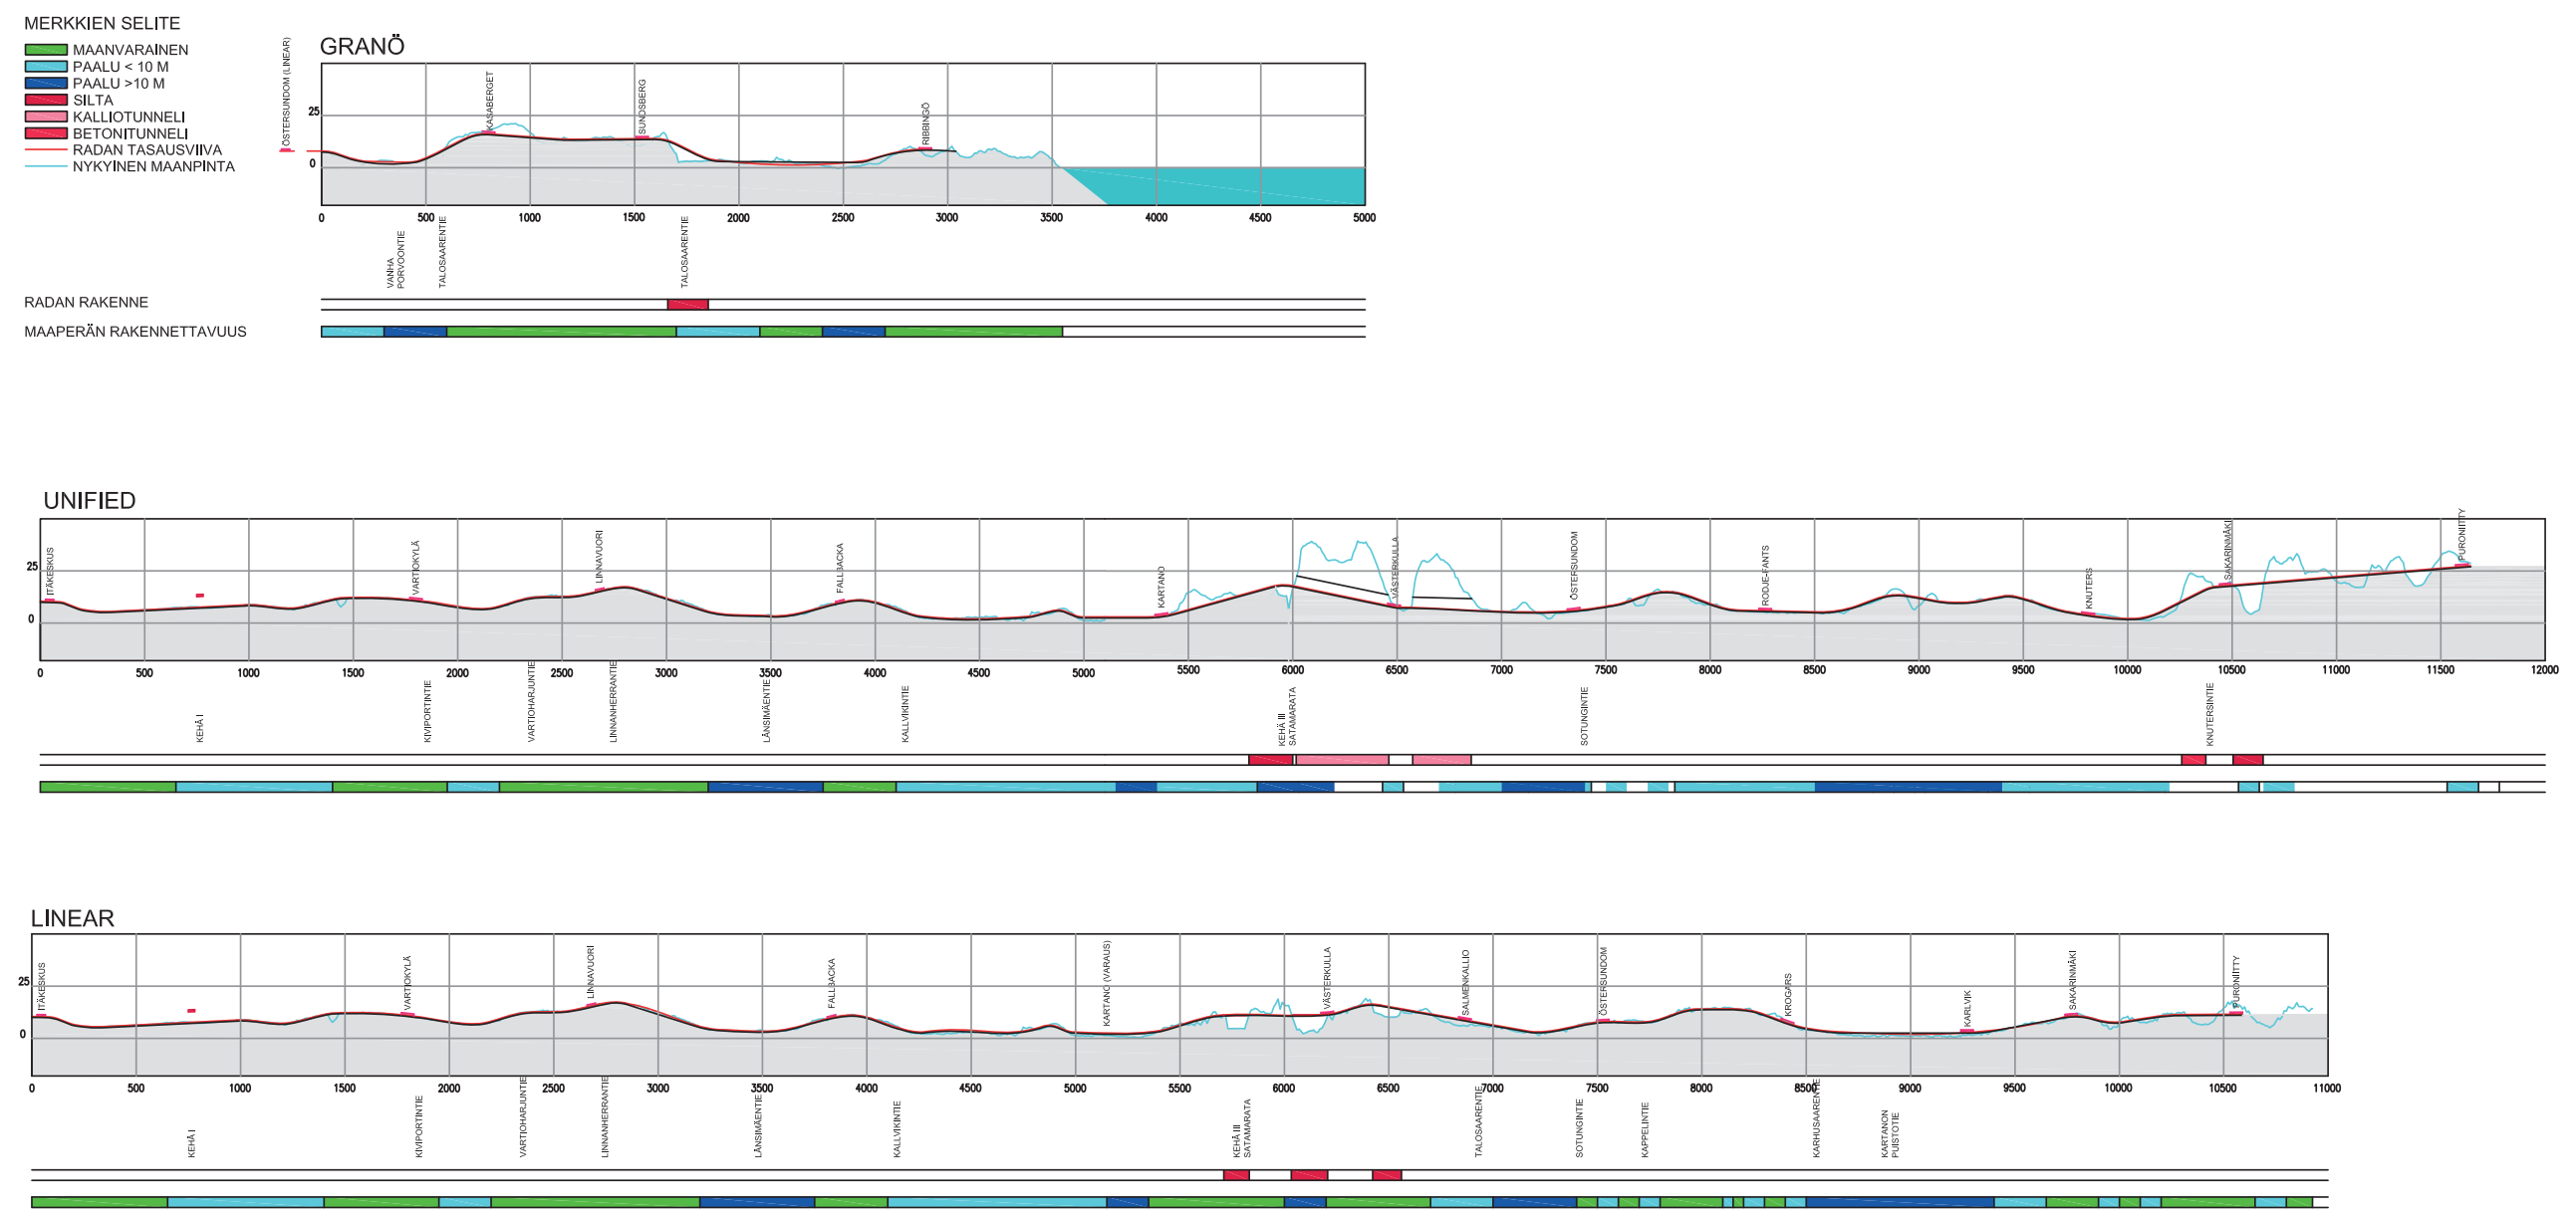 MERKKIEN SELITE
MAANVARAINEN
PAALU < 10 M
PAALU >10 M
SILTA
KALLIOTUNNELI
BETONITUNNELI
RADAN TASAUSVIIVA
NYKYINEN MAANPINTA
GRANÖ
ÖSTERSUNDOM (LINEAR)
KASABERGET
SUNDSBERG
RIBBINGÖ
25
0
0 500 1000 1500 2000 2500 3000 3500 4000 4500 5000
VANHA PORVOONTIE
TALOSAARENTIE
TALOSAARENTIE
RADAN RAKENNE
MAAPERÄN RAKENNETTAVUUS
UNIFIED
ITÄKESKUS
VARTIOKYLÄ
LINNAVUORI
FALLBACKA
KARTANO
VÄSTERKULLA
ÖSTERSUNDOM
RÖDJE-FANTS
KNUTERS
SAKARINMÄKI
PURONIITTY
25
0
0 500 1000 1500 2000 2500 3000 3500 4000 4500 5000 5500 6000 6500 7000 7500 8000 8500 9000 9500 10000 10500 11000 11500 12000
KEHÄ I
KIVIPORTINTIE
VARTIOHARJUNTIE
LINNANHERRANTIE
LÄNSIMÄENTIE
KALLVIKINTIE
KEHÄ III
SATAMARATA
SOTUNGINTIE
KNUTERSINTIE
LINEAR
ITÄKESKUS
VARTIOKYLÄ
LINNAVUORI
FALLBACKA
KARTANO (VARAUS)
VÄSTERKULLA
SALMENKALLIO
ÖSTERSUNDOM
KROGARS
KARLVIK
SAKARINMÄKI
PURONIITTY
25
0
0 500 1000 1500 2000 2500 3000 3500 4000 4500 5000 5500 6000 6500 7000 7500 8000 8500 9000 9500 10000 10500 11000
KEHÄ I
KIVIPORTINTIE
VARTIOHARJUNTIE
LINNANHERRANTIE
LÄNSIMÄENTIE
KALLVIKINTIE
KEHÄ III
SATAMARATA
TALOSAARENTIE
SOTUNGINTIE
KAPPELINTIE
KARHUSAARENTIE
KARTANON
PUISTOTIE